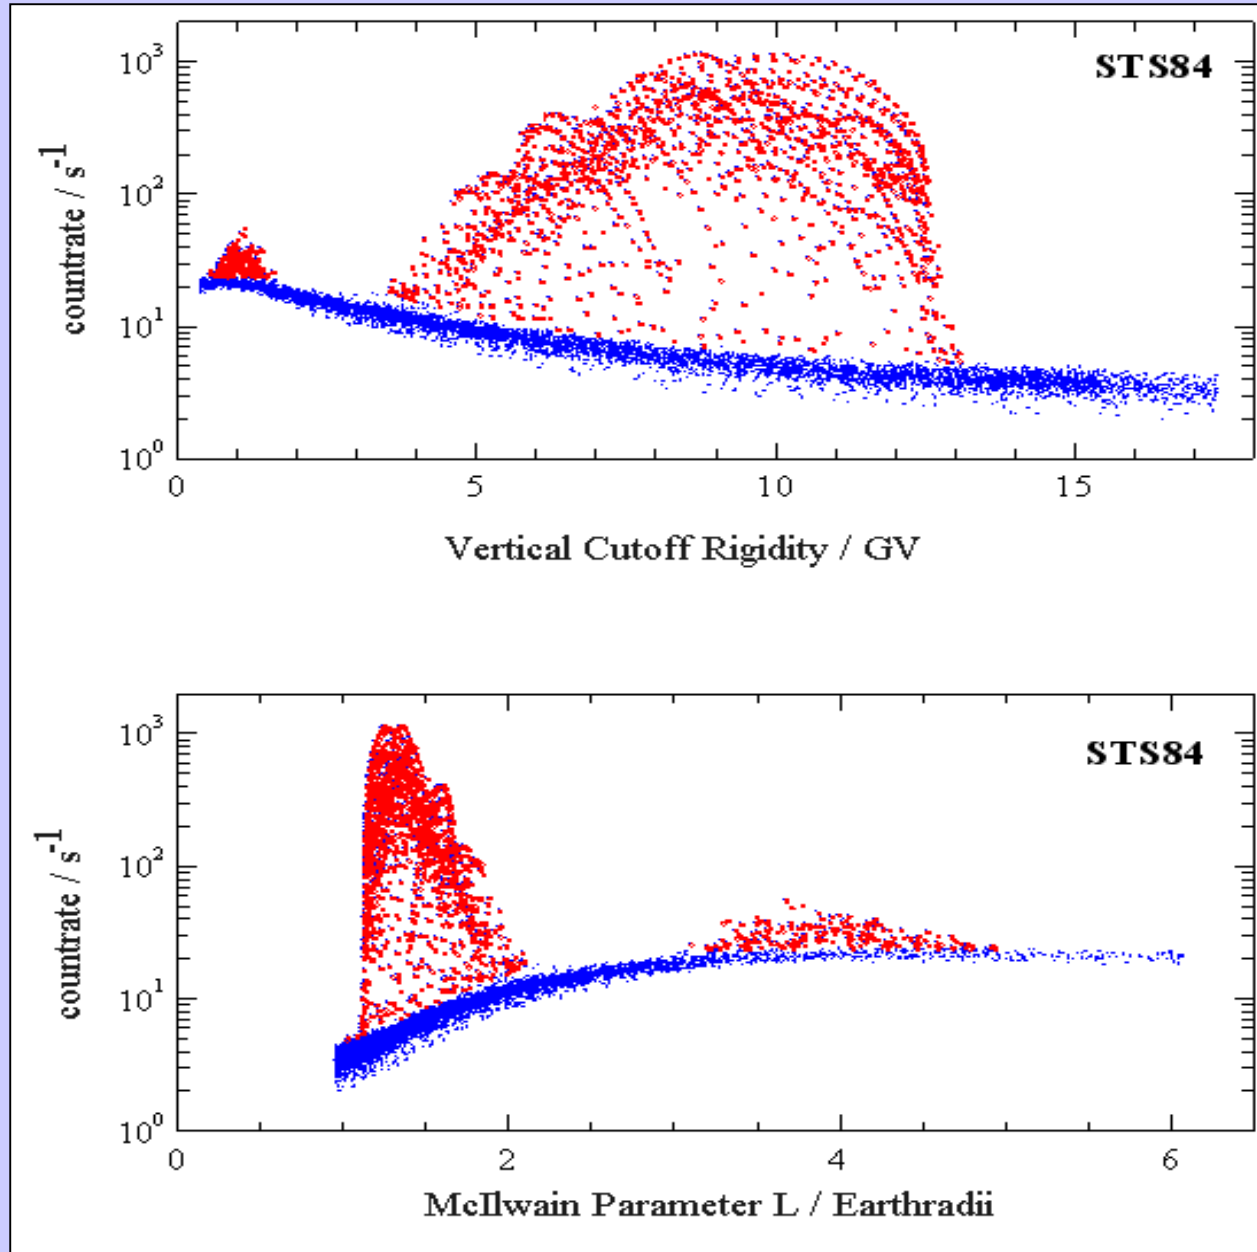 STS84
10³
10²
10¹
10⁰
countrate / s⁻¹
0 5 10 15
Vertical Cutoff Rigidity / GV
STS84
10³
10²
10¹
10⁰
countrate / s⁻¹
0 2 4 6
McIlwain Parameter L / Earthradii